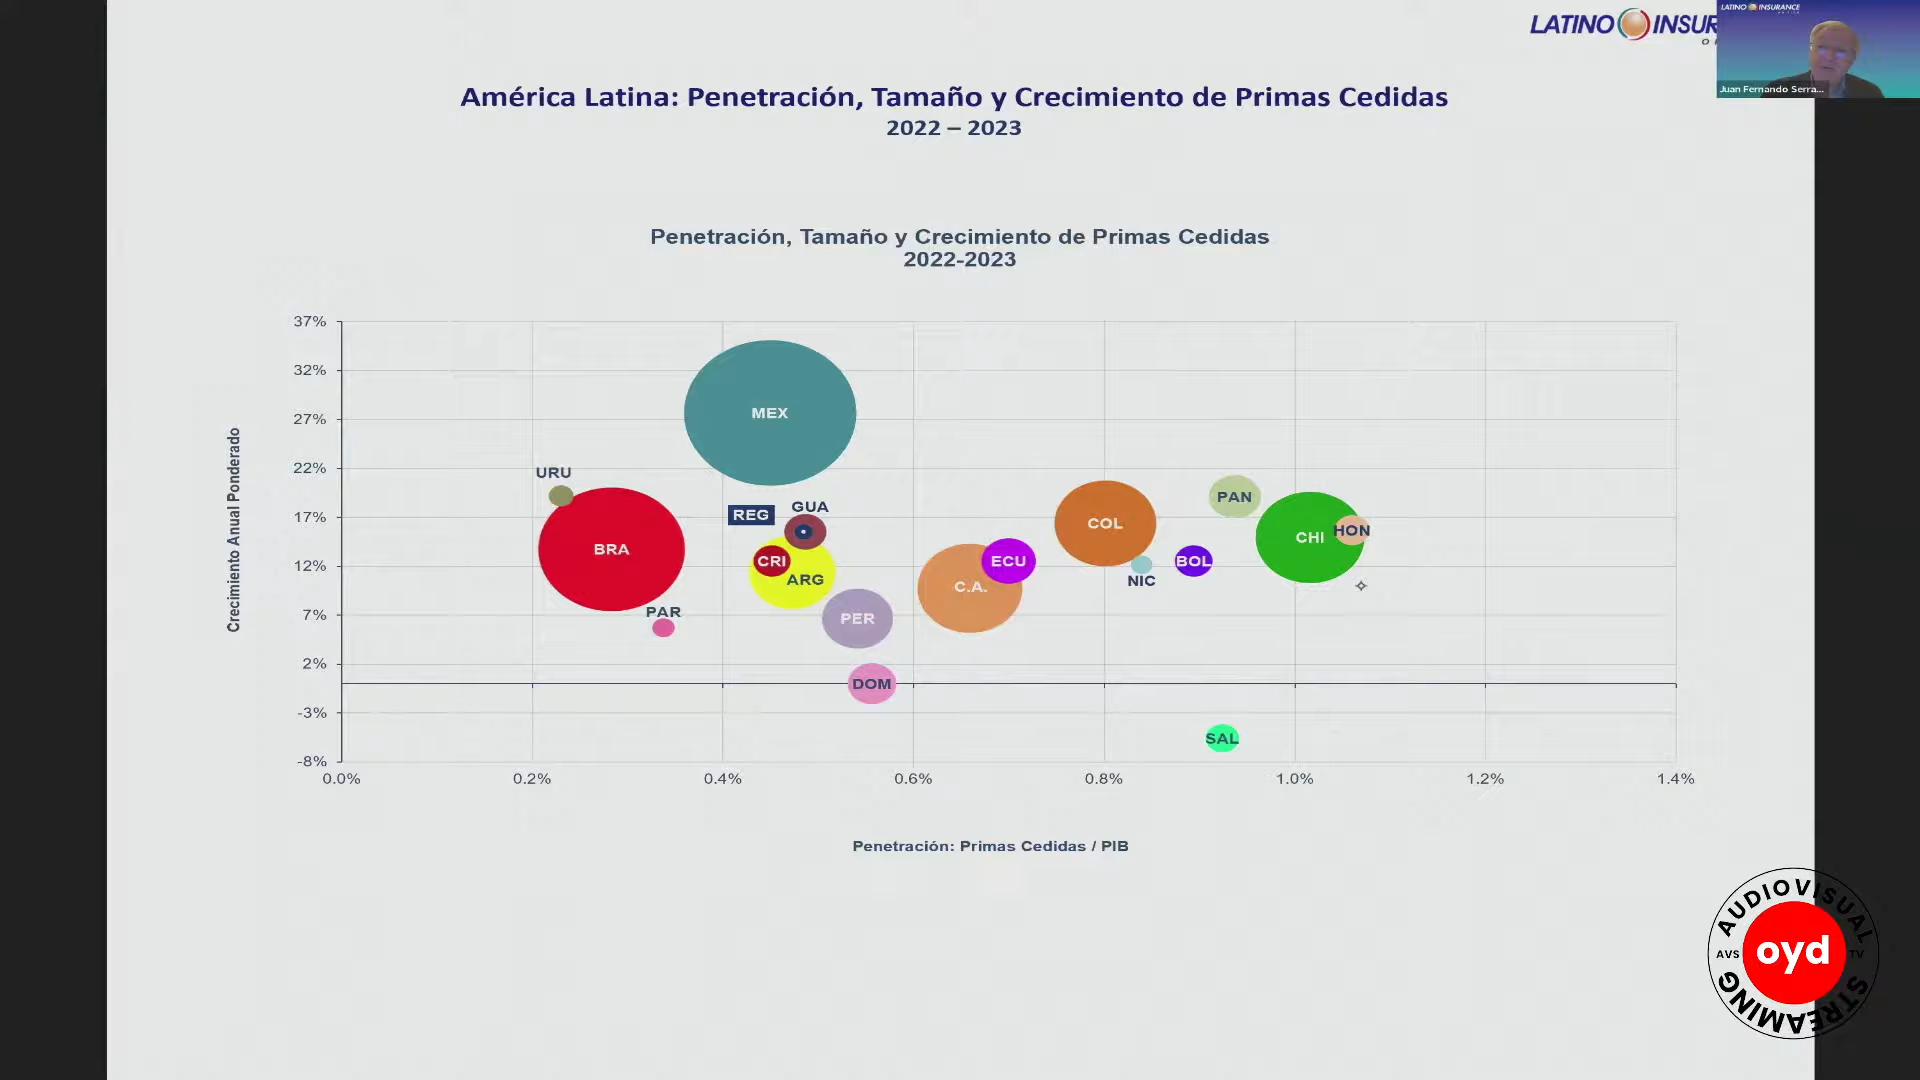 LATINO INSUR
LATINO INSURANCE
Juan Fernando Serra...
América Latina: Penetración, Tamaño y Crecimiento de Primas Cedidas
2022 – 2023
Penetración, Tamaño y Crecimiento de Primas Cedidas
2022-2023
Crecimiento Anual Ponderado
37%
32%
27%
22%
17%
12%
7%
2%
-3%
-8%
MEX
URU
BRA
REG
GUA
CRI
ARG
PAR
PER
DOM
C.A.
ECU
COL
NIC
BOL
PAN
CHI
HON
SAL
0.0%
0.2%
0.4%
0.6%
0.8%
1.0%
1.2%
1.4%
Penetración: Primas Cedidas / PIB
AUDIOVISUAL
AVS
oyd
TV
STREAMING